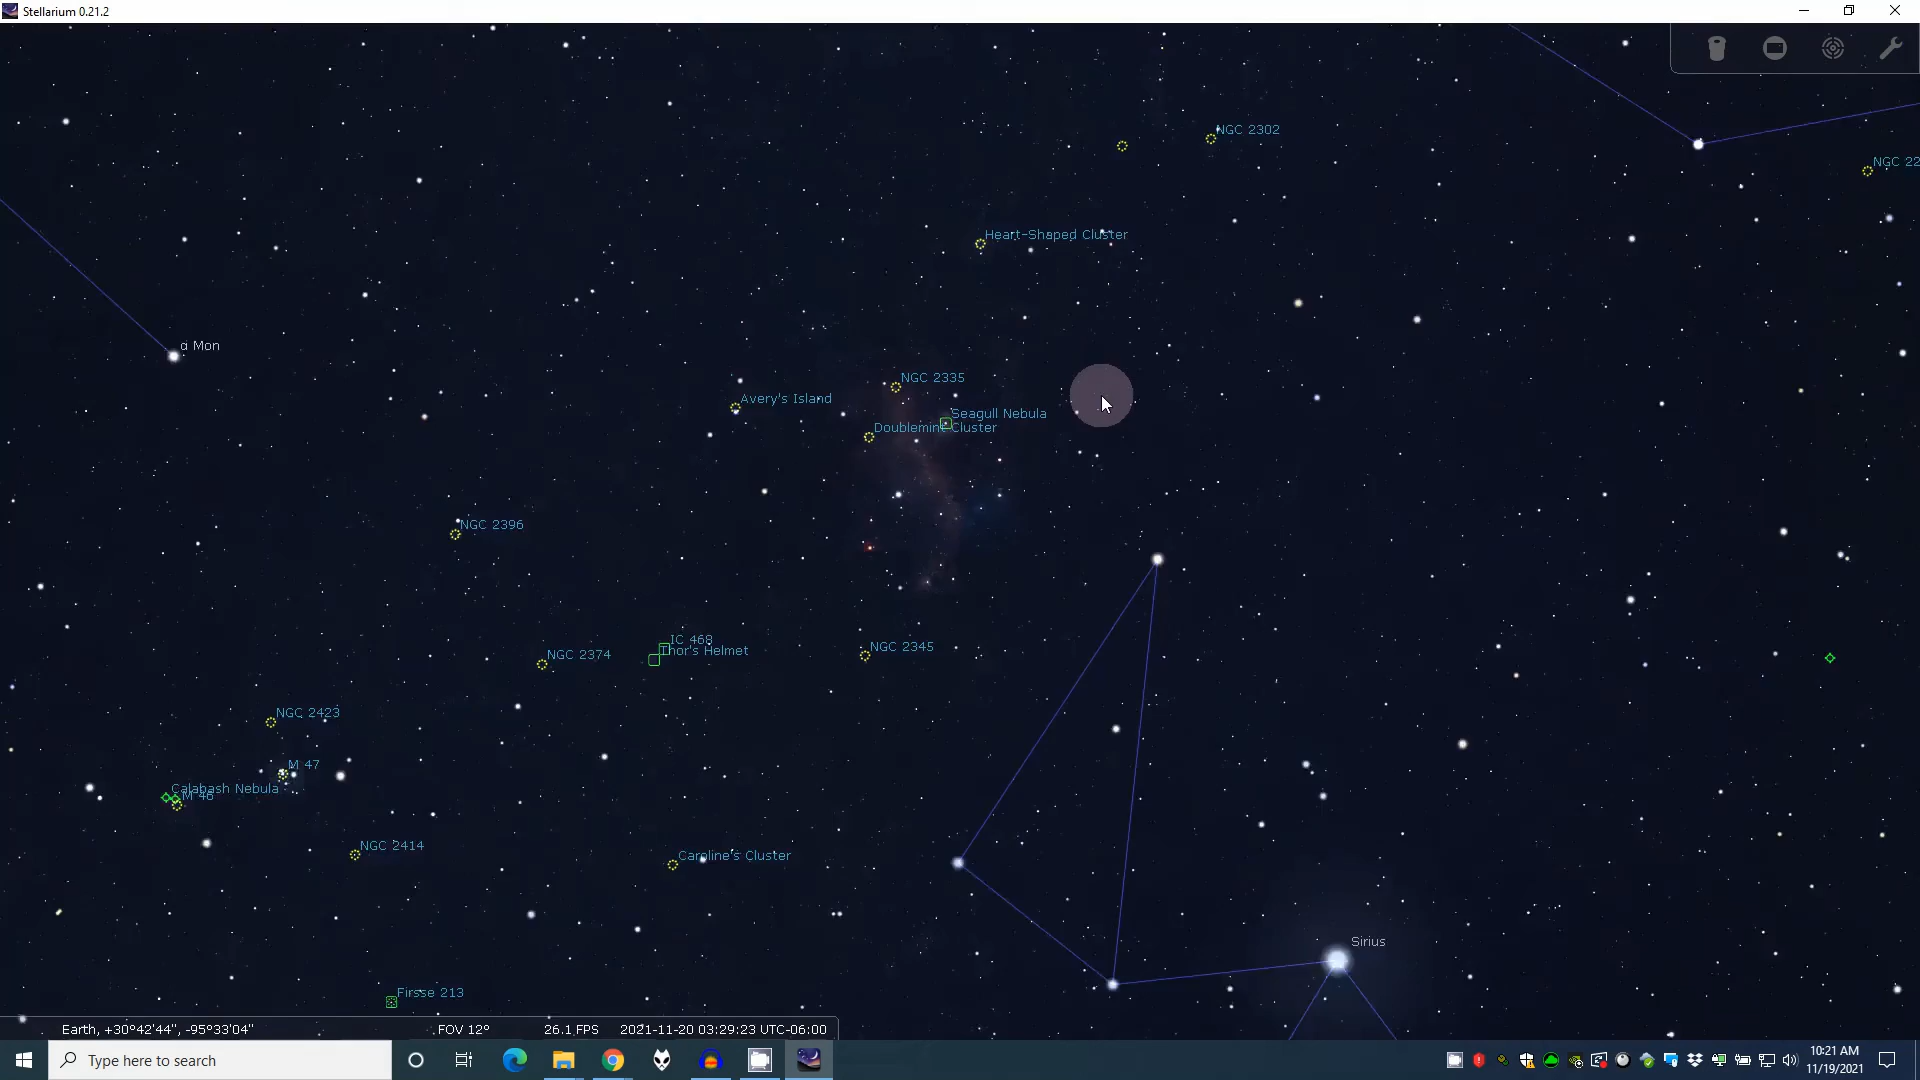 Stellarium 0.21.2
NGC 2302
NGC 22
Heart-Shaped Cluster
α Mon
NGC 2335
Avery's Island
Seagull Nebula
Doublemint Cluster
NGC 2396
IC 468
Thor's Helmet
NGC 2345
NGC 2374
NGC 2423
M 47
Calabash Nebula
M 46
NGC 2414
Caroline's Cluster
Sirius
Firsse 213
Earth, +30°42'44", -95°33'04" FOV 12° 26.1 FPS 2021-11-20 03:29:23 UTC-06:00
Type here to search
10:21 AM
11/19/2021